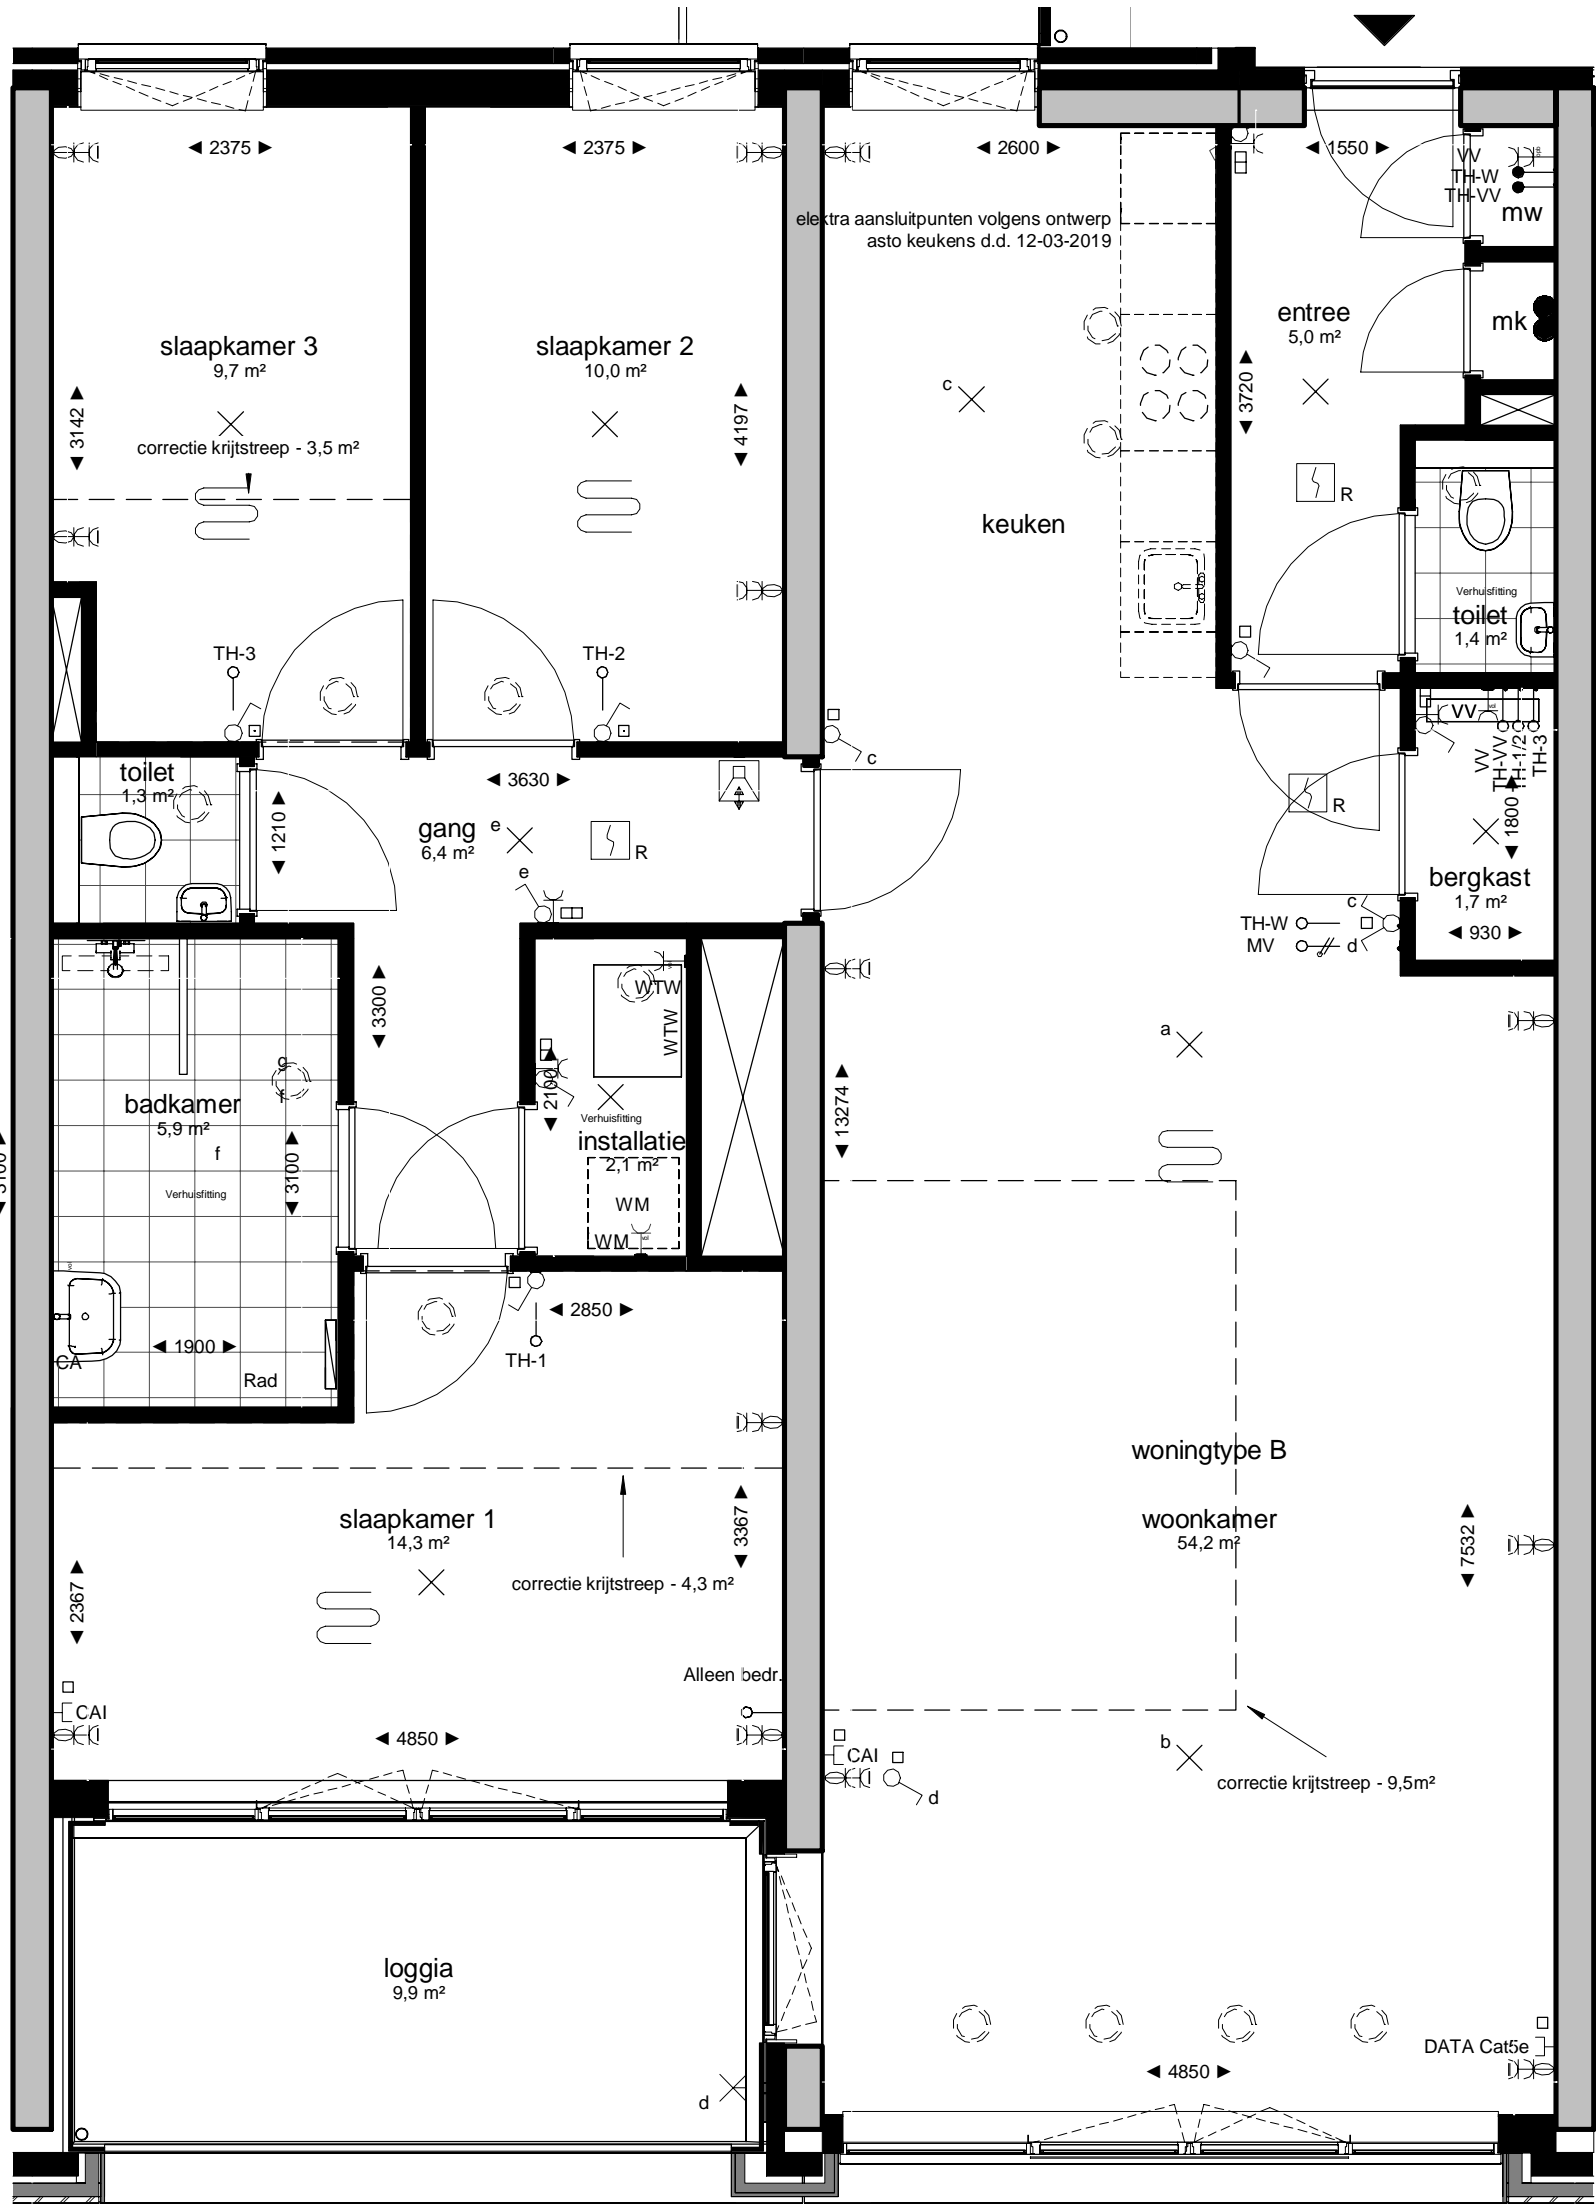 ◄ 2375 ►
◄ 2375 ►
◄ 2600 ►
◄ 1550 ►
VV
TH-W
TH-VV
mw
elektra aansluitpunten volgens ontwerp
asto keukens d.d. 12-03-2019
slaapkamer 3
9,7 m²
slaapkamer 2
10,0 m²
entree
5,0 m²
mk
◄ 3142 ►
◄ 4197 ►
c
◄ 3720 ►
correctie krijtstreep - 3,5 m²
R
keuken
Verhuisfitting
toilet
1,4 m²
TH-3
TH-2
c
VV
VV
TH-VV
TH-1/2
TH-3
toilet
1,3 m²
◄ 3630 ►
◄ 1210 ►
gang
6,4 m²
e
R
e
R
◄ 1800 ►
bergkast
1,7 m²
◄ 930 ►
c
TH-W
MV
d
◄ 3300 ►
WTW
WTW
a
g
f
badkamer
5,9 m²
f
Verhuisfitting
◄ 3100 ►
◄ 2100 ►
Verhuisfitting
installatie
2,1 m²
WM
WM
◄ 13274 ►
◄ 2850 ►
TH-1
◄ 1900 ►
CA
Rad
woningtype B
woonkamer
54,2 m²
slaapkamer 1
14,3 m²
◄ 3367 ►
◄ 7532 ►
correctie krijtstreep - 4,3 m²
◄ 2367 ►
Alleen bedr.
CAI
◄ 4850 ►
b
CAI
d
correctie krijtstreep - 9,5m²
loggia
9,9 m²
DATA Cat5e
◄ 4850 ►
d